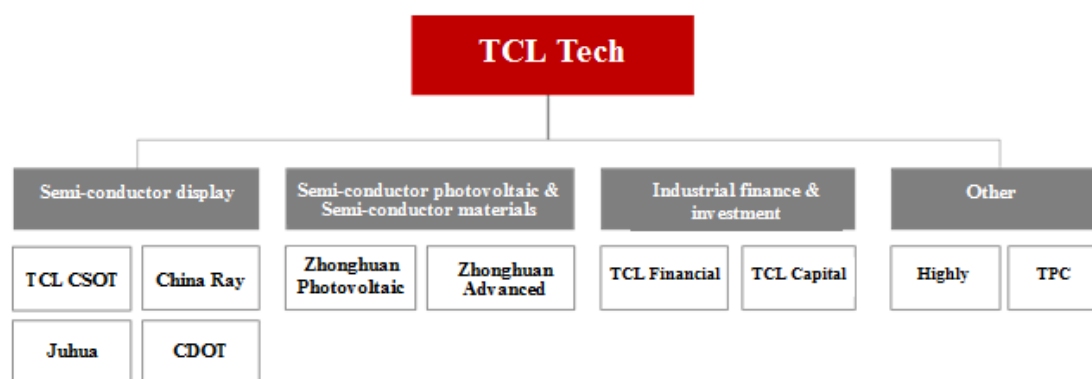 TCL Tech
Semi-conductor display
Semi-conductor photovoltaic &
Semi-conductor materials
Industrial finance &
investment
Other
TCL CSOT
China Ray
Zhonghuan
Photovoltaic
Zhonghuan
Advanced
TCL Financial
TCL Capital
Highly
TPC
Juhua
CDOT